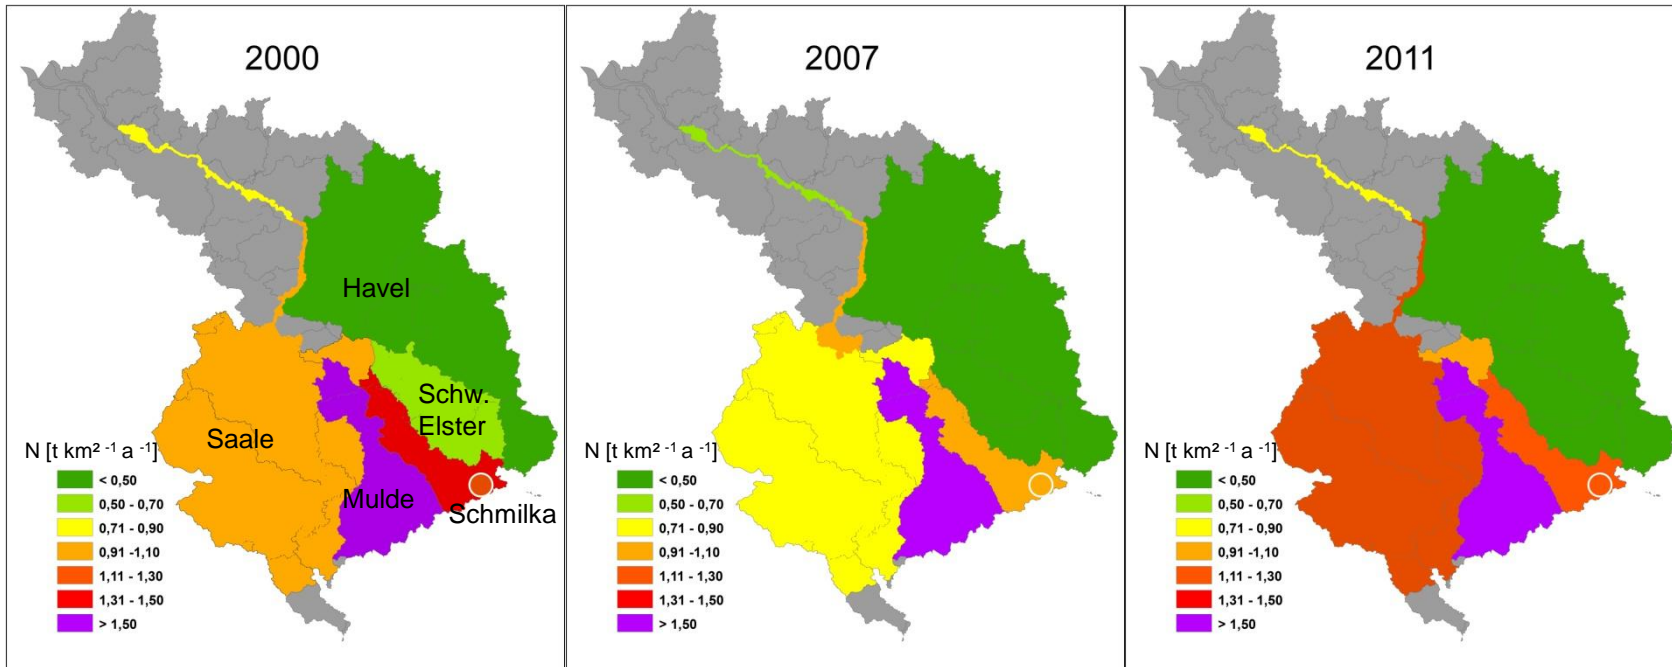 2000
Havel
Schw.
Elster
Saale
Mulde
Schmilka
N [t km² ⁻¹ a ⁻¹]
< 0,50
0,50 - 0,70
0,71 - 0,90
0,91 -1,10
1,11 - 1,30
1,31 - 1,50
> 1,50
2007
N [t km² ⁻¹ a ⁻¹]
< 0,50
0,50 - 0,70
0,71 - 0,90
0,91 -1,10
1,11 - 1,30
1,31 - 1,50
> 1,50
2011
N [t km² ⁻¹ a ⁻¹]
< 0,50
0,50 - 0,70
0,71 - 0,90
0,91 -1,10
1,11 - 1,30
1,31 - 1,50
> 1,50